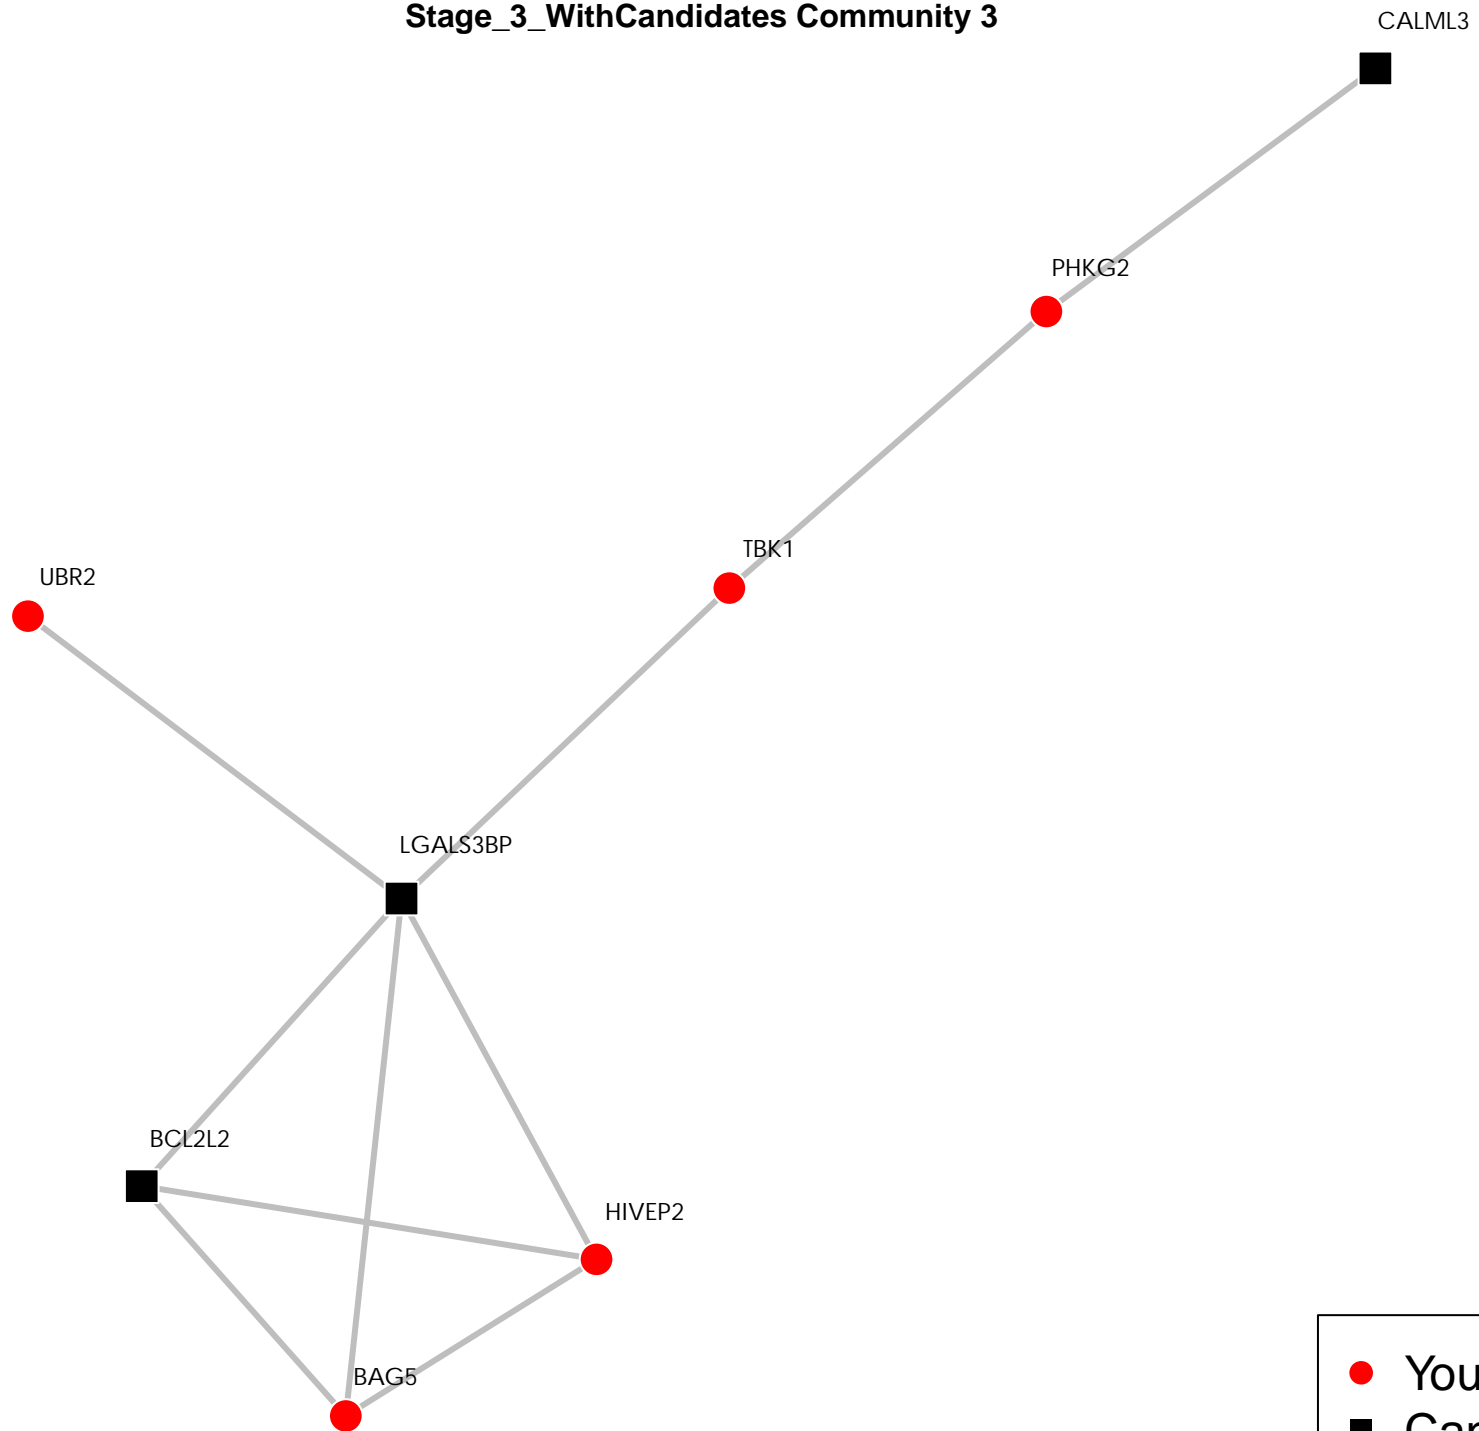 Stage_3_WithCandidates Community 3
CALML3
PHKG2
TBK1
UBR2
LGALS3BP
BCL2L2
HIVEP2
BAG5
You